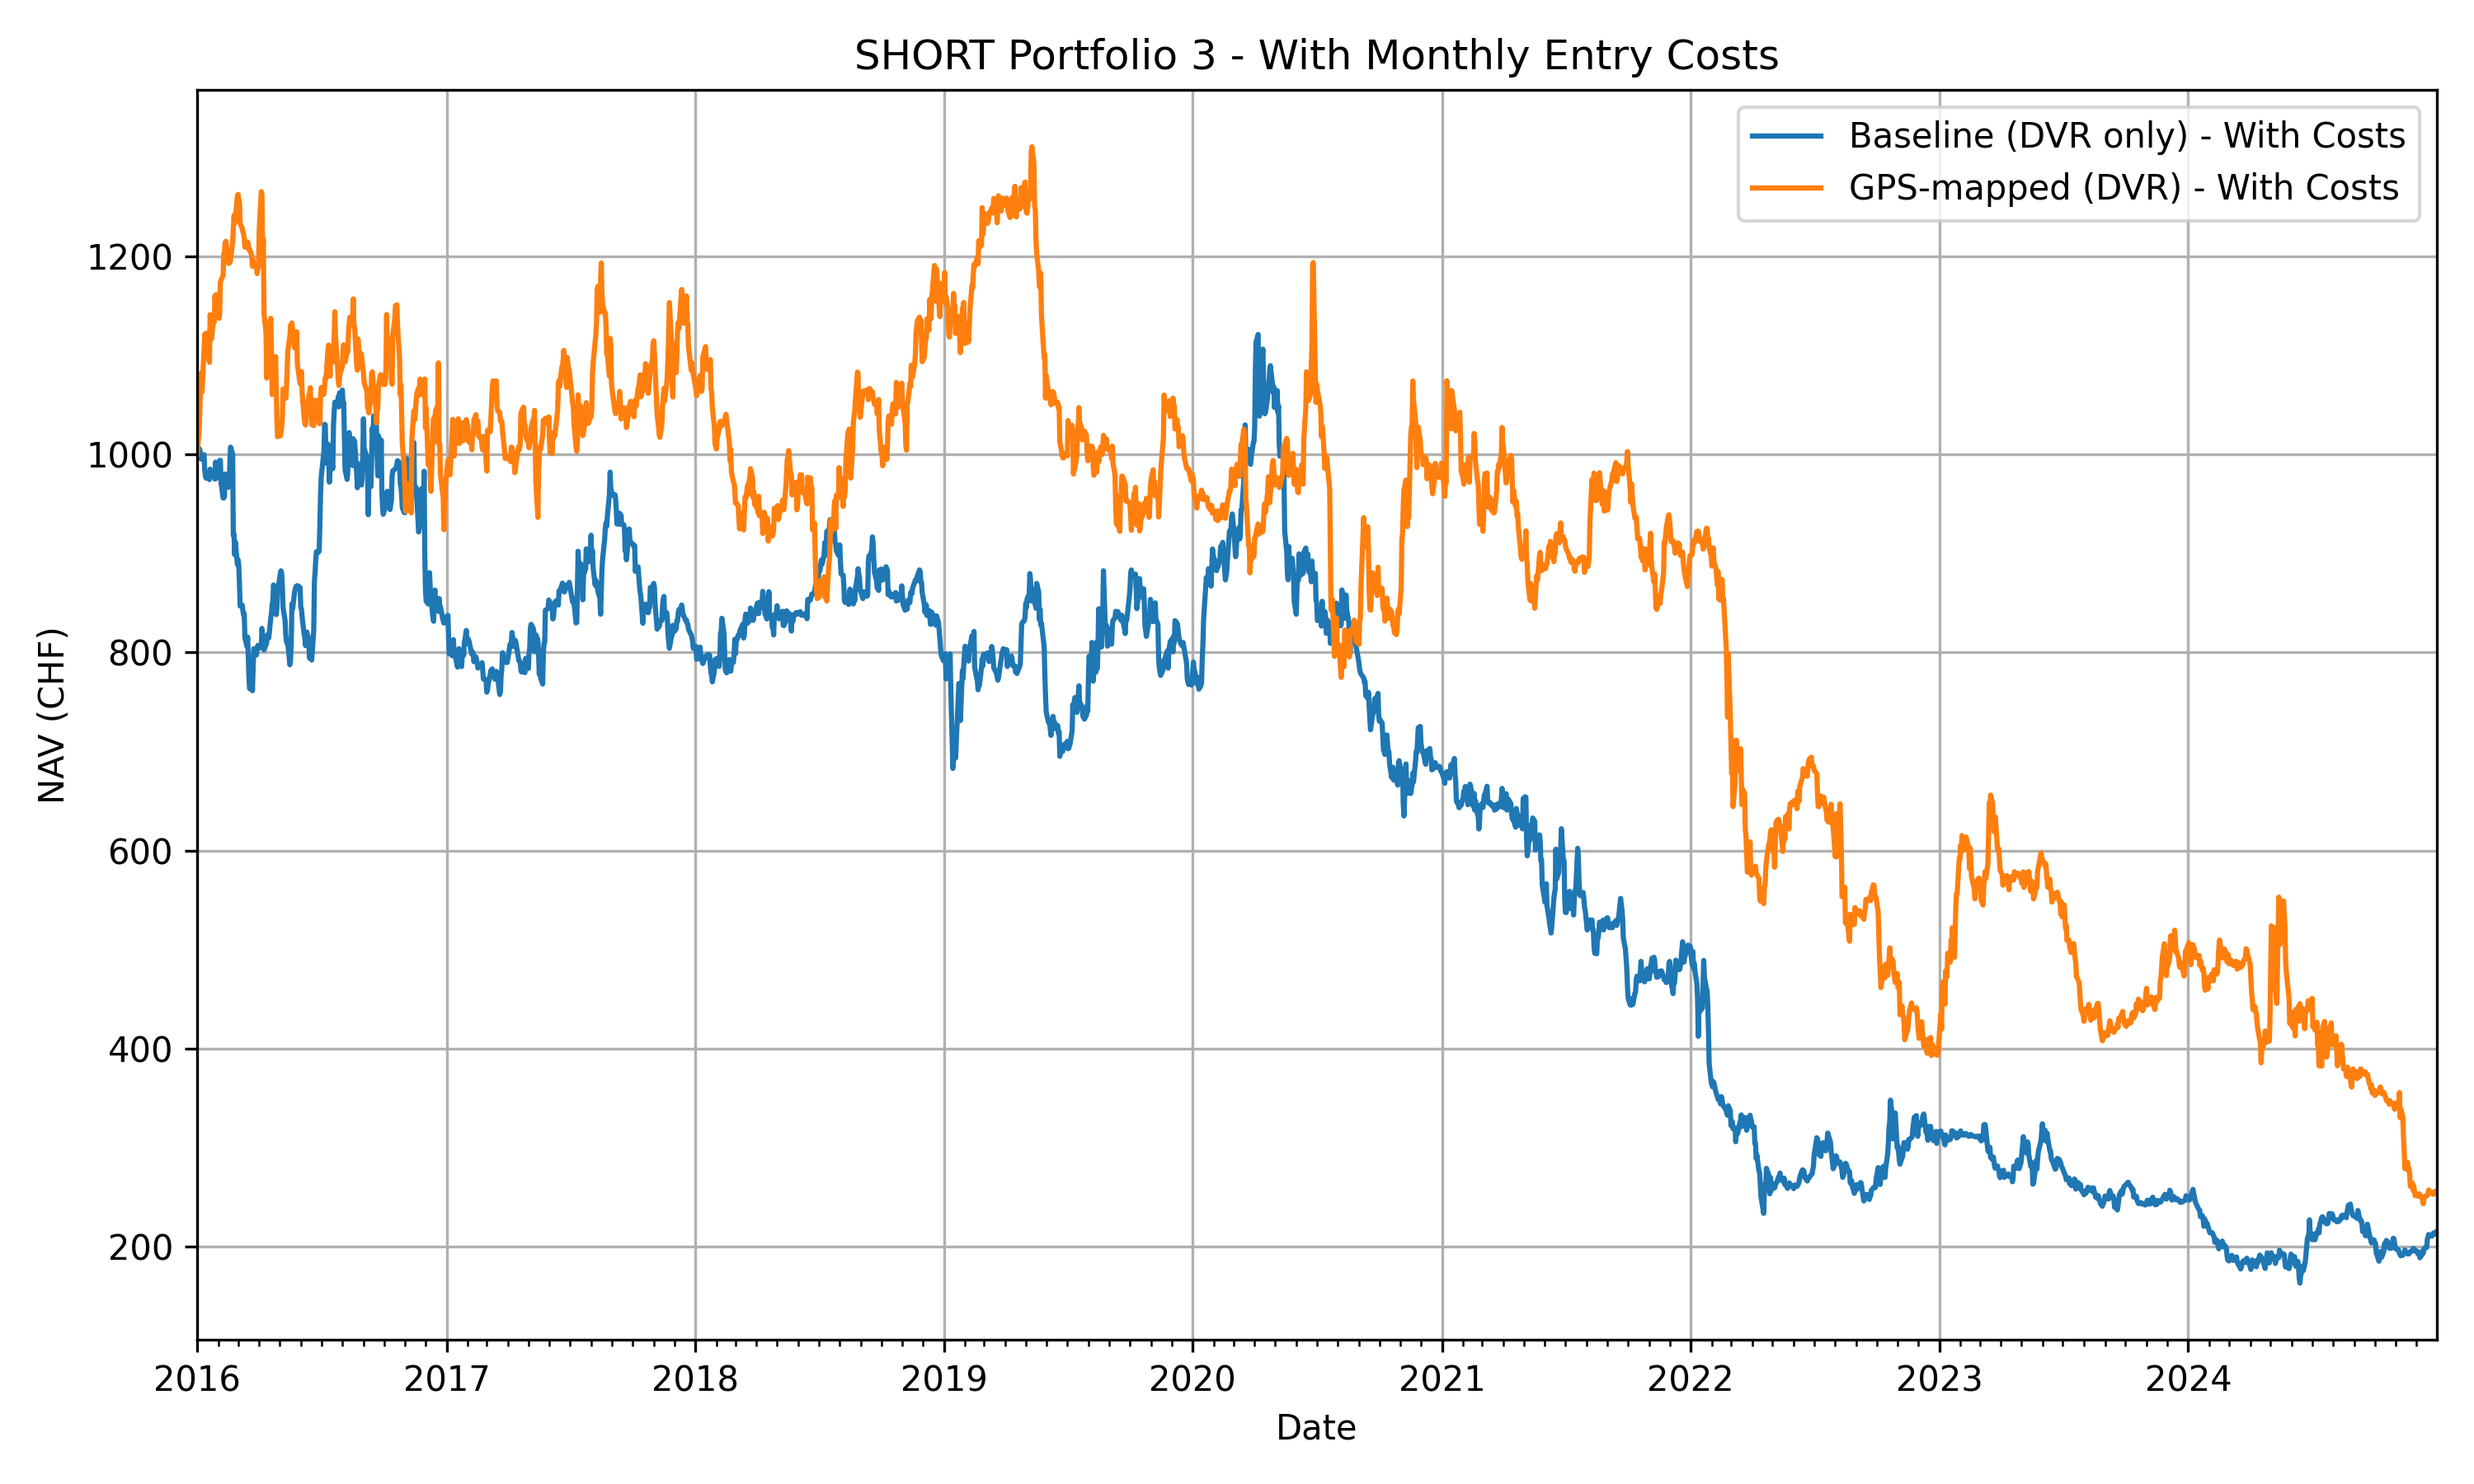 SHORT Portfolio 3 - With Monthly Entry Costs
Baseline (DVR only) - With Costs
GPS-mapped (DVR) - With Costs
NAV (CHF)
1200
1000
800
600
400
200
2016 2017 2018 2019 2020 2021 2022 2023 2024
Date